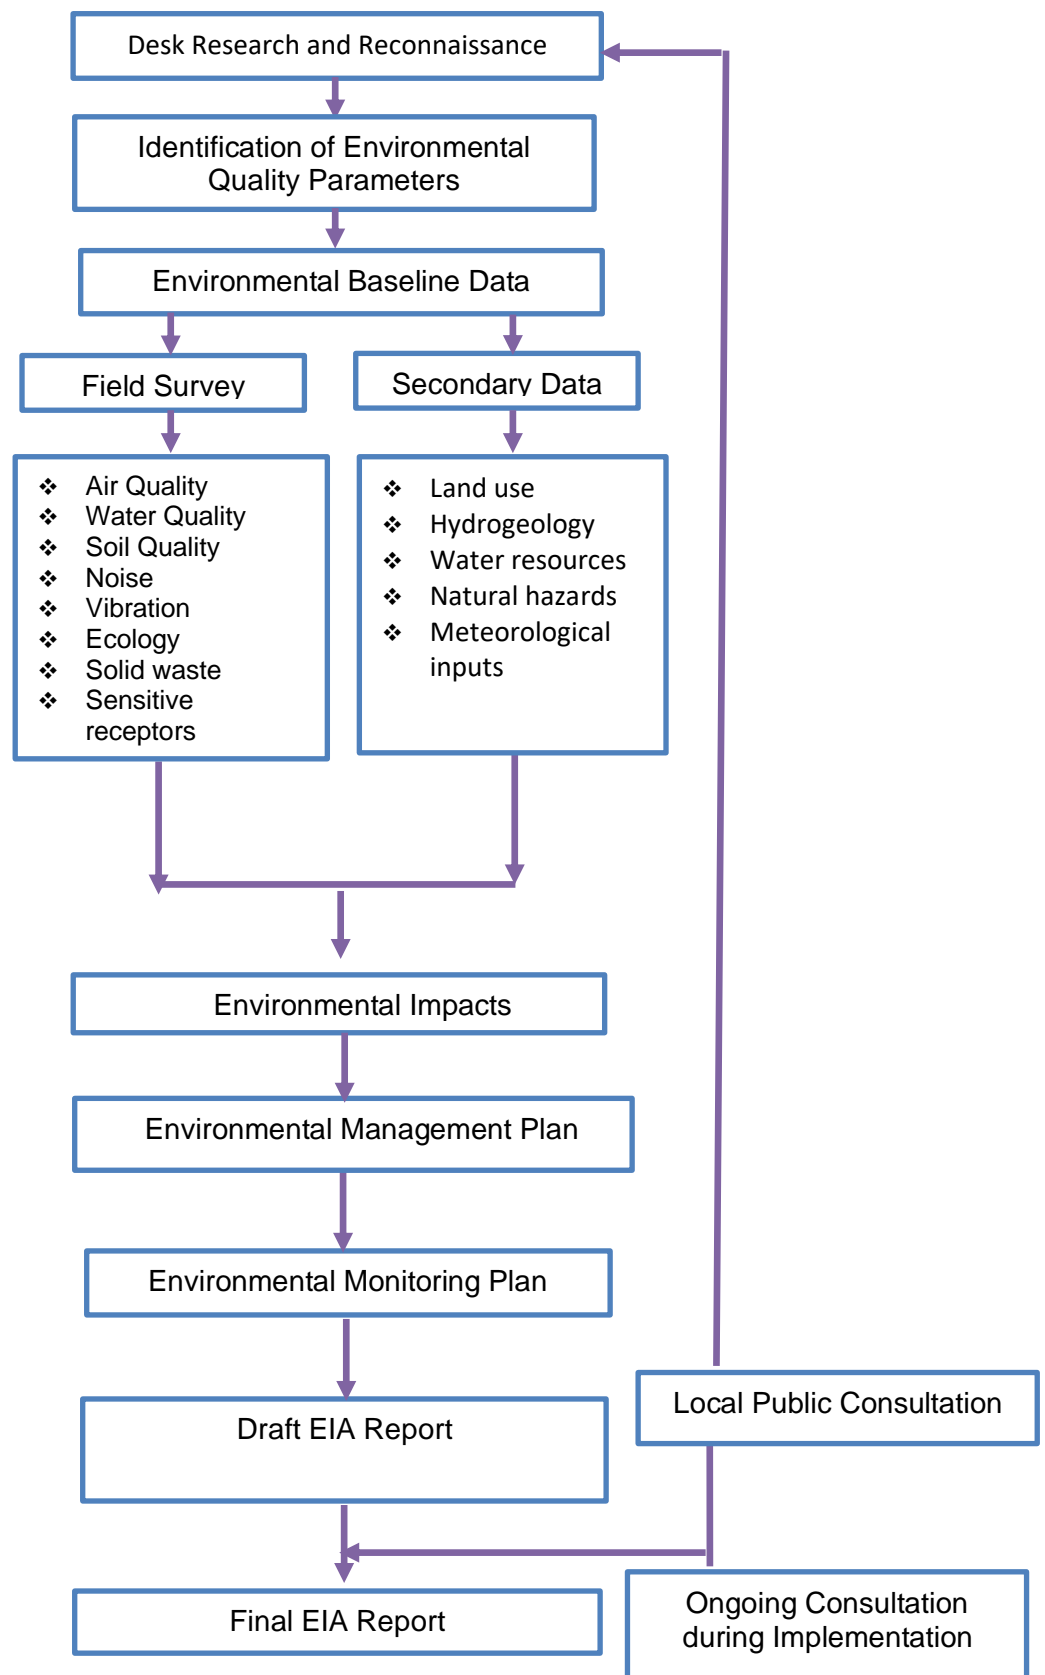 Desk Research and Reconnaissance
Identification of Environmental
Quality Parameters
Environmental Baseline Data
Field Survey
Secondary Data
❖ Air Quality
❖ Water Quality
❖ Soil Quality
❖ Noise
❖ Vibration
❖ Ecology
❖ Solid waste
❖ Sensitive
receptors
❖ Land use
❖ Hydrogeology
❖ Water resources
❖ Natural hazards
❖ Meteorological
inputs
Environmental Impacts
Environmental Management Plan
Environmental Monitoring Plan
Draft EIA Report
Local Public Consultation
Final EIA Report
Ongoing Consultation
during Implementation